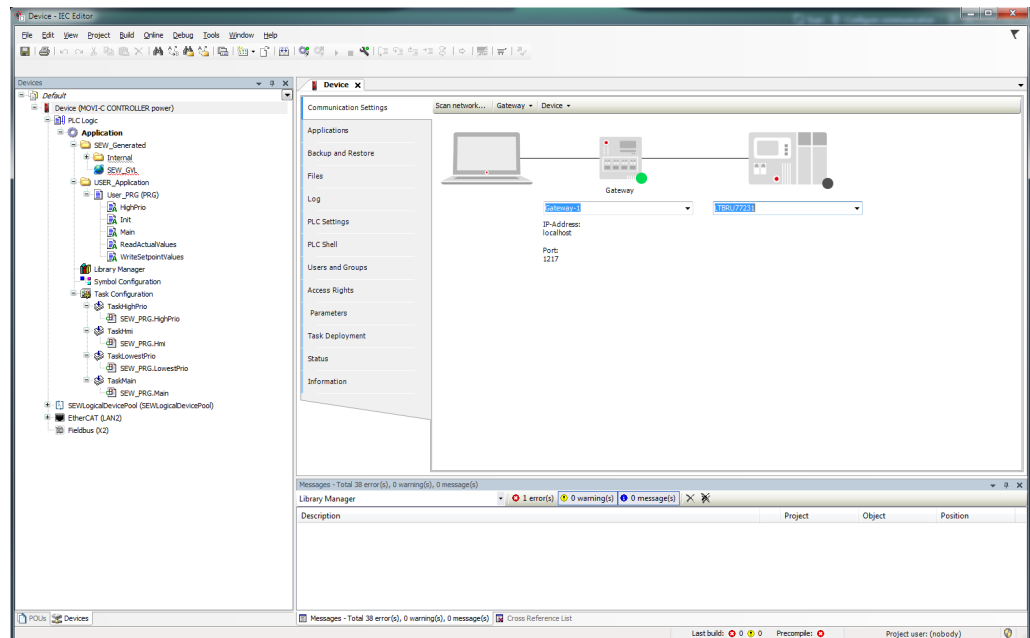 Device - IEC Editor
File Edit View Project Build Online Debug Tools Window Help
Devices
Default
Device (MOVI-C CONTROLLER power)
PLC Logic
Application
SEW_Generated
Internal
SEW_GVL
USER_Application
User_PRG (PRG)
HighPrio
Init
Main
ReadActualValues
WriteSetpointValues
Library Manager
Symbol Configuration
Task Configuration
TaskHighPrio
SEW_PRG.HighPrio
TaskHmi
SEW_PRG.Hmi
TaskLowestPrio
SEW_PRG.LowestPrio
TaskMain
SEW_PRG.Main
SEWLogicalDevicePool (SEWLogicalDevicePool)
EtherCAT (LAN2)
Fieldbus (X2)
POUs Devices
Device
Communication Settings
Applications
Backup and Restore
Files
Log
PLC Settings
PLC Shell
Users and Groups
Access Rights
Parameters
Task Deployment
Status
Information
Scan network... Gateway Device
Gateway
Gateway-1
LTBRU77231
IP-Address:
localhost
Port:
1217
Messages - Total 38 error(s), 0 warning(s), 0 message(s)
Library Manager 1 error(s) 0 warning(s) 0 message(s)
Description Project Object Position
Messages - Total 38 error(s), 0 warning(s), 0 message(s) Cross Reference List
Last build: 0 0 Precompile: Project user: (nobody)